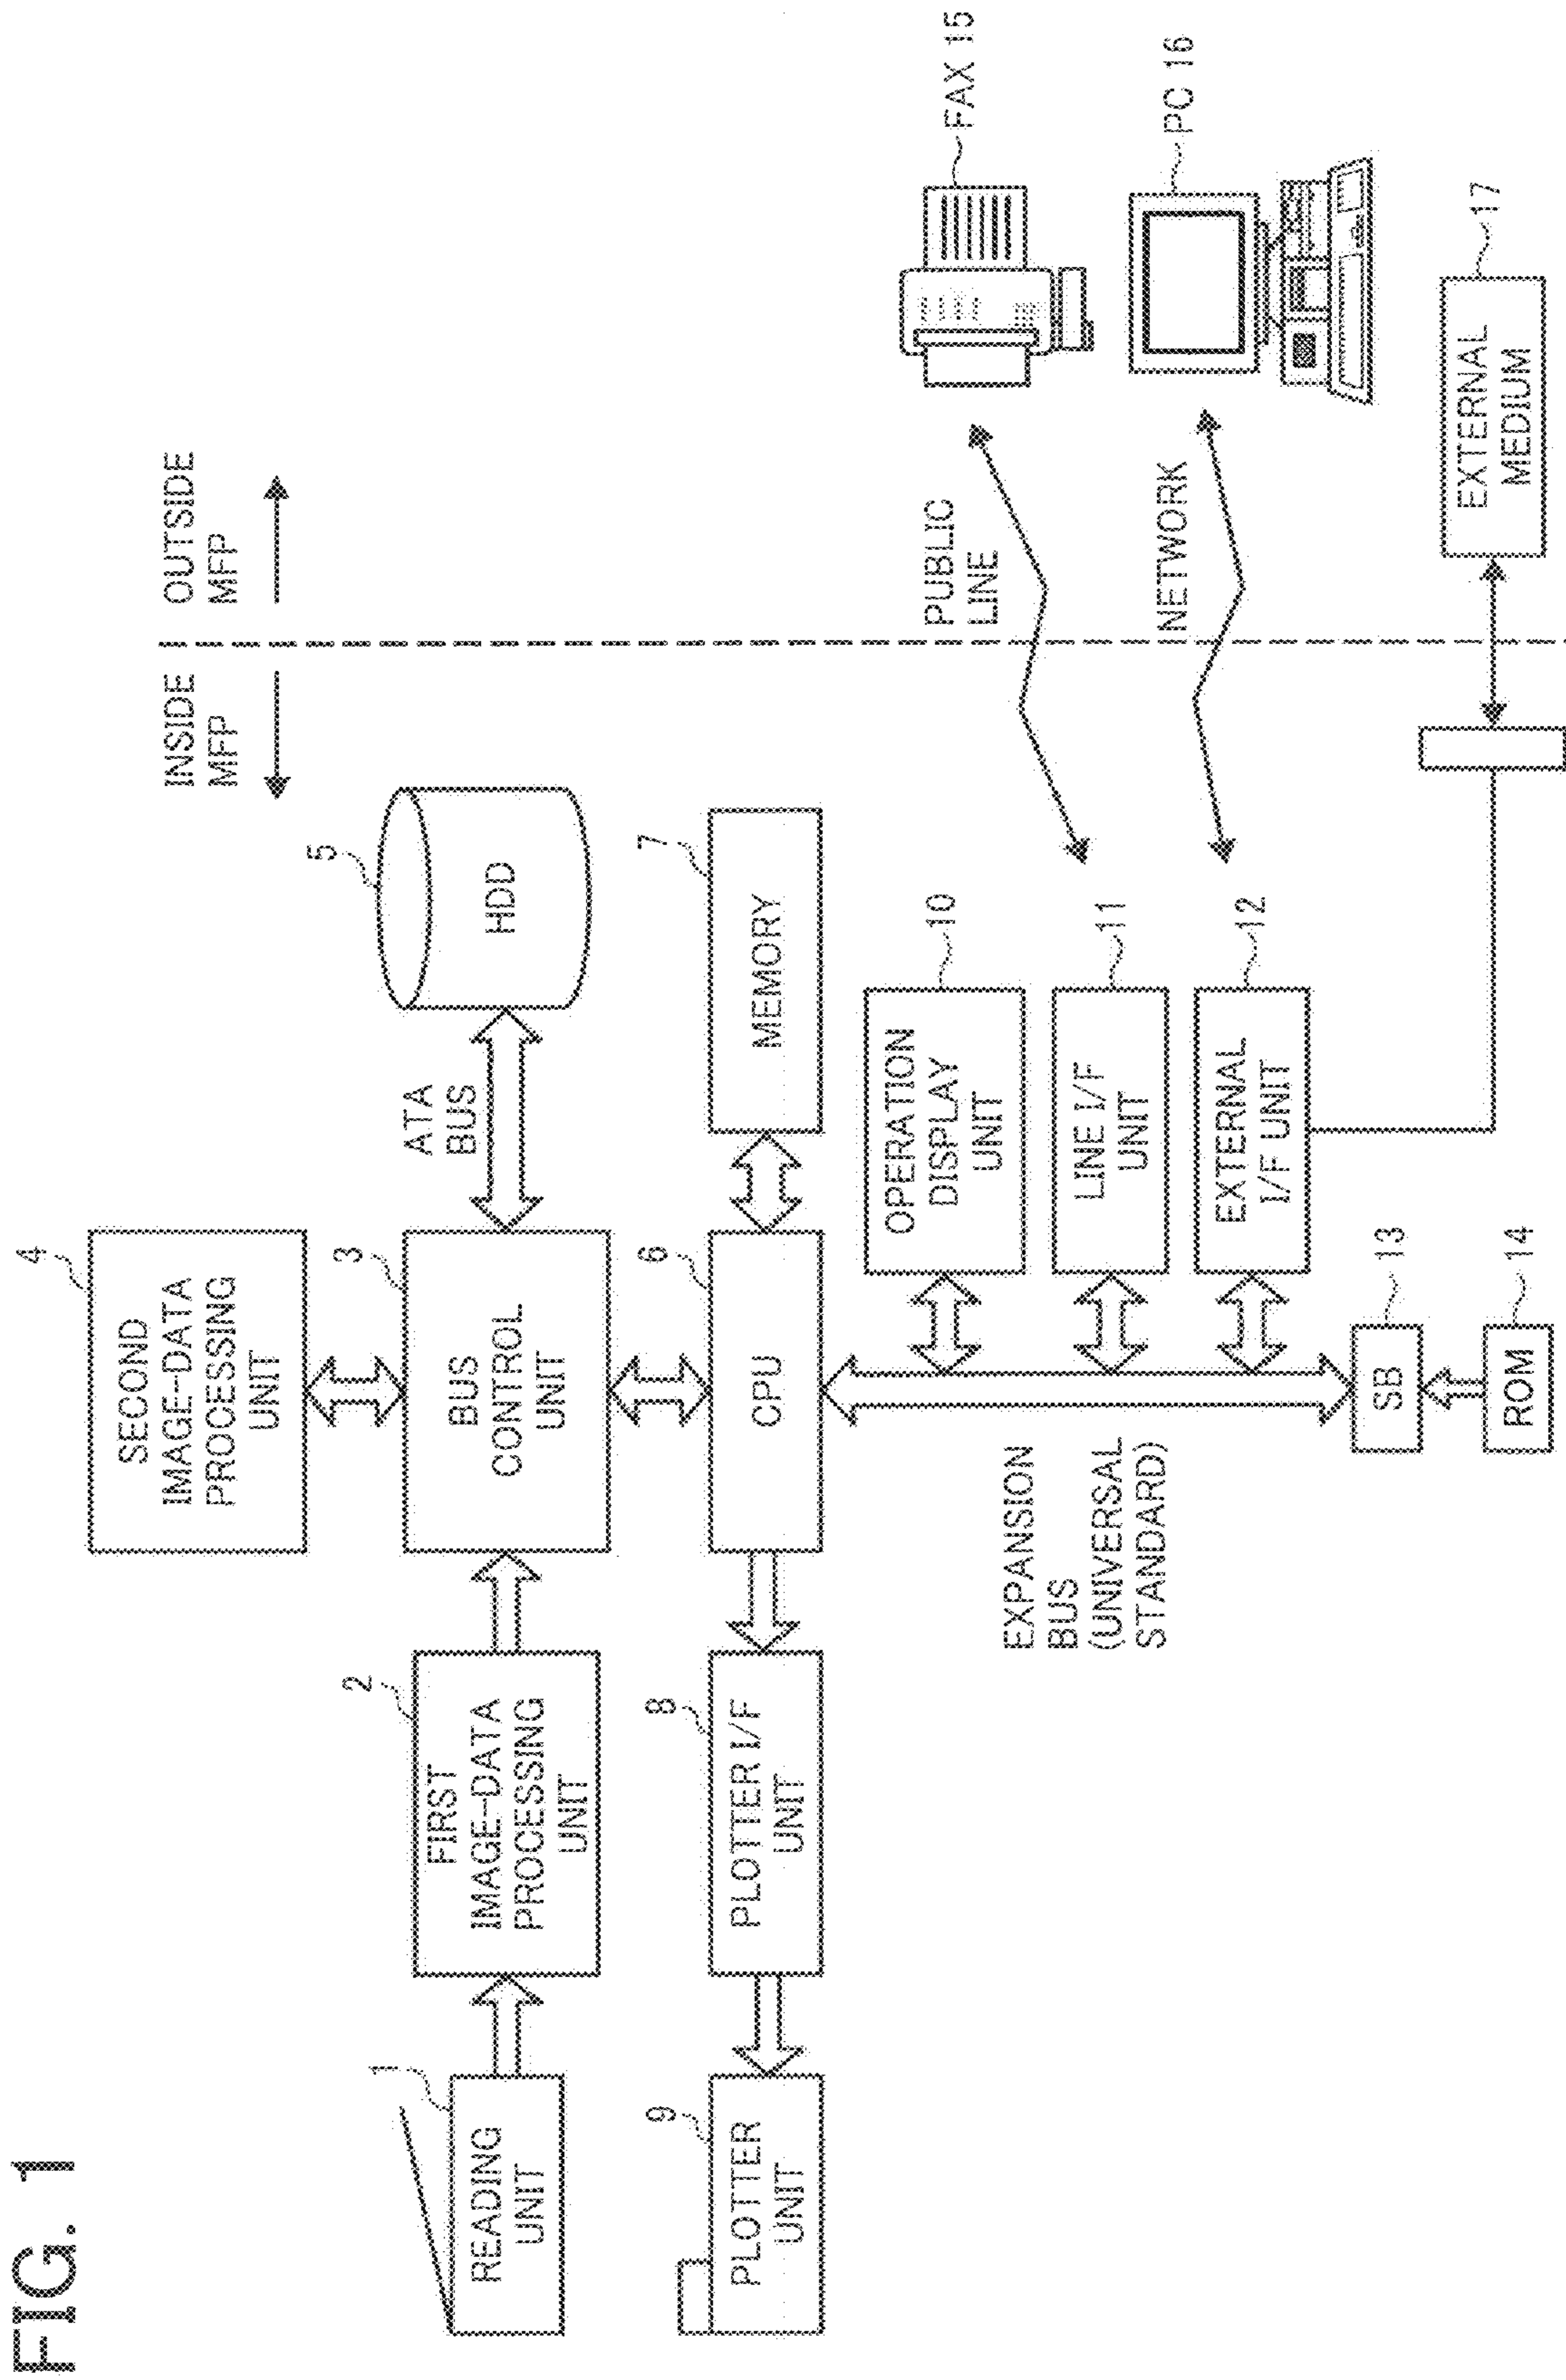 FIG. 1
INSIDE
MFP
OUTSIDE
MFP
4
SECOND
IMAGE-DATA
PROCESSING
UNIT
1
READING
UNIT
2
FIRST
IMAGE-DATA
PROCESSING
UNIT
3
BUS
CONTROL
UNIT
ATA
BUS
5
HDD
9
PLOTTER
UNIT
8
PLOTTER I/F
UNIT
6
CPU
7
MEMORY
EXPANSION
BUS
(UNIVERSAL
STANDARD)
OPERATION
DISPLAY
UNIT
10
LINE I/F
UNIT
11
EXTERNAL
I/F UNIT
12
SB
13
ROM
14
PUBLIC
LINE
FAX 15
NETWORK
PC 16
EXTERNAL
MEDIUM
17